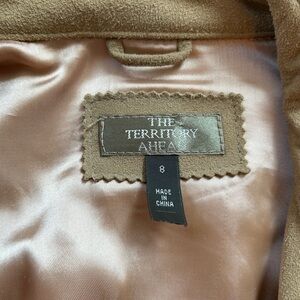 THE
TERRITORY
AHEAD
8
MADE
IN
CHINA